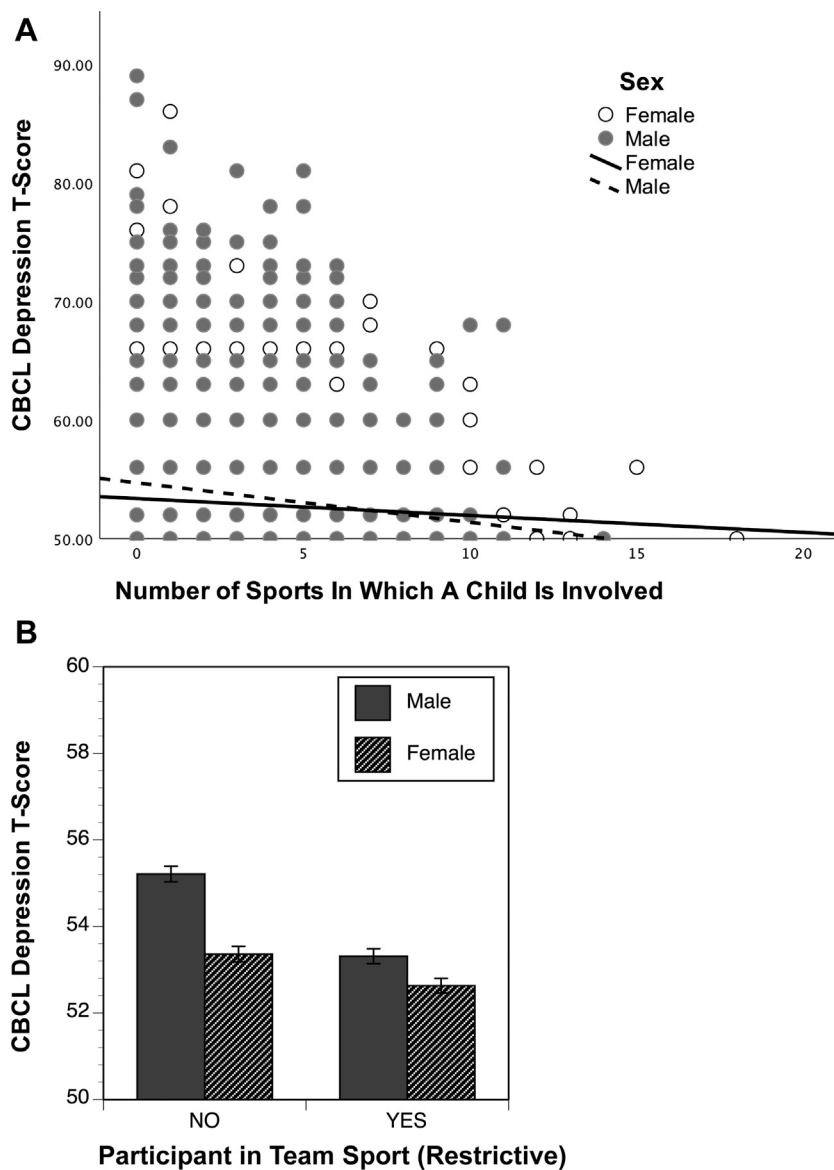 A
CBCL Depression T-Score
90.00
80.00
70.00
60.00
50.00
Sex
Female
Male
Female
Male
0 5 10 15 20
Number of Sports In Which A Child Is Involved
B
CBCL Depression T-Score
60
58
56
54
52
50
Male
Female
NO YES
Participant in Team Sport (Restrictive)